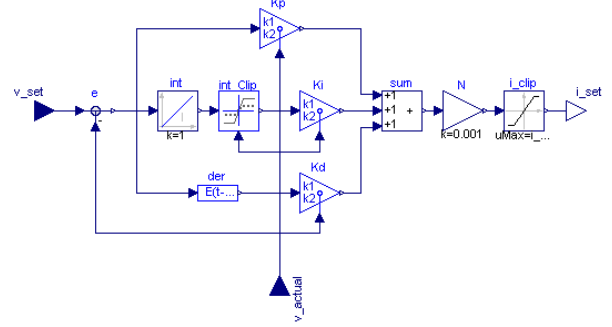 Kp
k1
k2
v_set
e
-
int
k=1
int_Clip
Ki
k1
k2
sum
+1
+1
+1
+
N
k=0.001
i_clip
uMax=i_...
i_set
der
E(t-...
Kd
k1
k2
v_actual